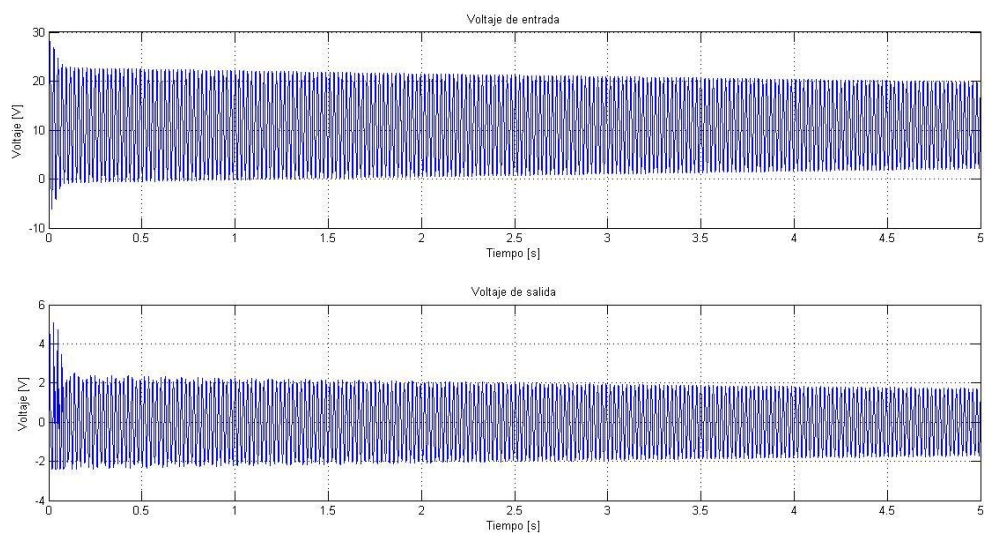 Voltaje de entrada
30
20
10
0
-10
Voltaje [V]
0 0.5 1 1.5 2 2.5 3 3.5 4 4.5 5
Tiempo [s]
Voltaje de salida
6
4
2
0
-2
-4
Voltaje [V]
0 0.5 1 1.5 2 2.5 3 3.5 4 4.5 5
Tiempo [s]